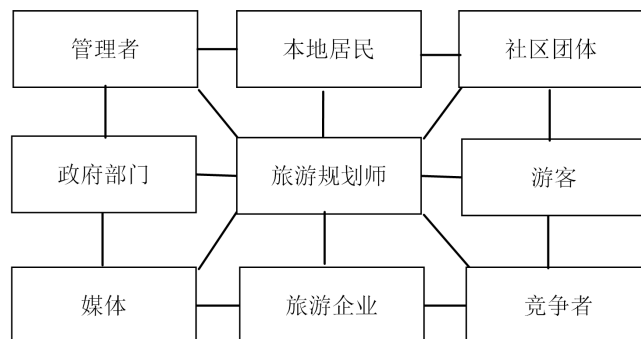 管理者
本地居民
社区团体
政府部门
旅游规划师
游客
媒体
旅游企业
竞争者